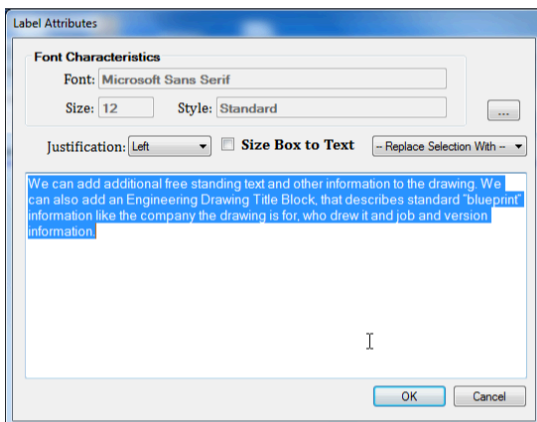 Label Attributes
Font Characteristics
Font: Microsoft Sans Serif
Size: 12 Style: Standard
...
Justification: Left Size Box to Text -- Replace Selection With --
We can add additional free standing text and other information to the drawing. We
can also add an Engineering Drawing Title Block, that describes standard "blueprint"
information like the company the drawing is for, who drew it and job and version
information.
OK Cancel